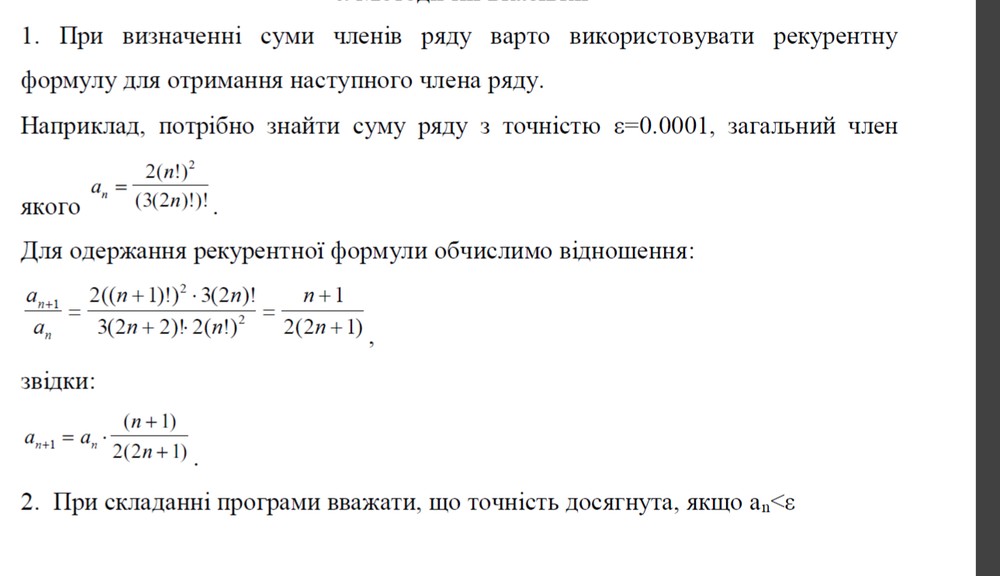 1. При визначенні суми членів ряду варто використовувати рекурентну
формулу для отримання наступного члена ряду.
Наприклад, потрібно знайти суму ряду з точністю ε=0.0001, загальний член
якого a_n = \frac{2(n!)^2}{(3(2n)!)!}.
Для одержання рекурентної формули обчислимо відношення:
\frac{a_{n+1}}{a_n} = \frac{2((n+1)!)^2 \cdot 3(2n)!}{3(2n+2)! \cdot 2(n!)^2} = \frac{n+1}{2(2n+1)},
звідки:
a_{n+1} = a_n \cdot \frac{(n+1)}{2(2n+1)}.
2. При складанні програми вважати, що точність досягнута, якщо aₙ<ε